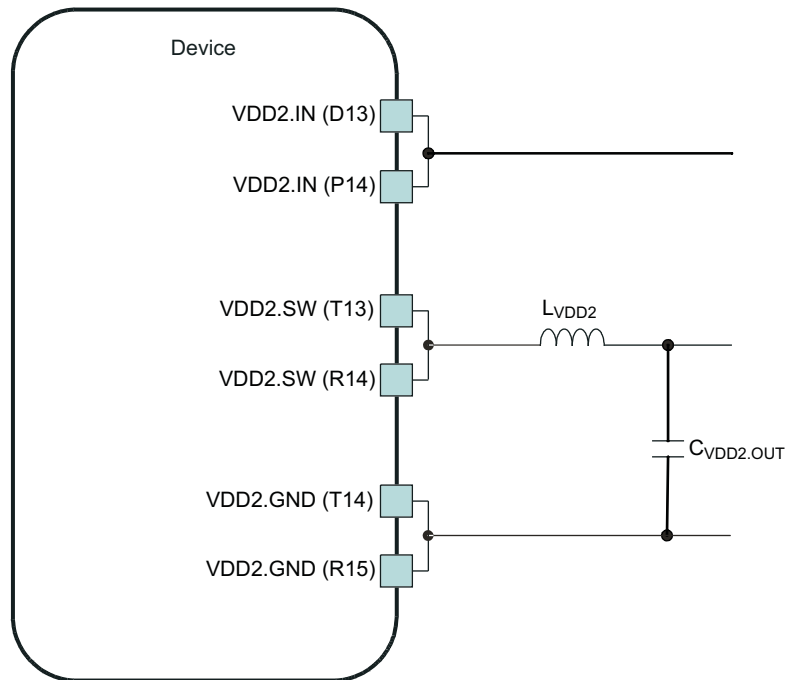 Device
VDD2.IN (D13)
VDD2.IN (P14)
VDD2.SW (T13)
LVDD2
VDD2.SW (R14)
CVDD2.OUT
VDD2.GND (T14)
VDD2.GND (R15)